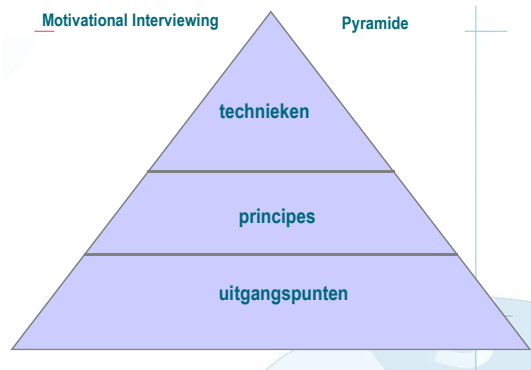 Motivational Interviewing Pyramide
technieken
principes
uitgangspunten